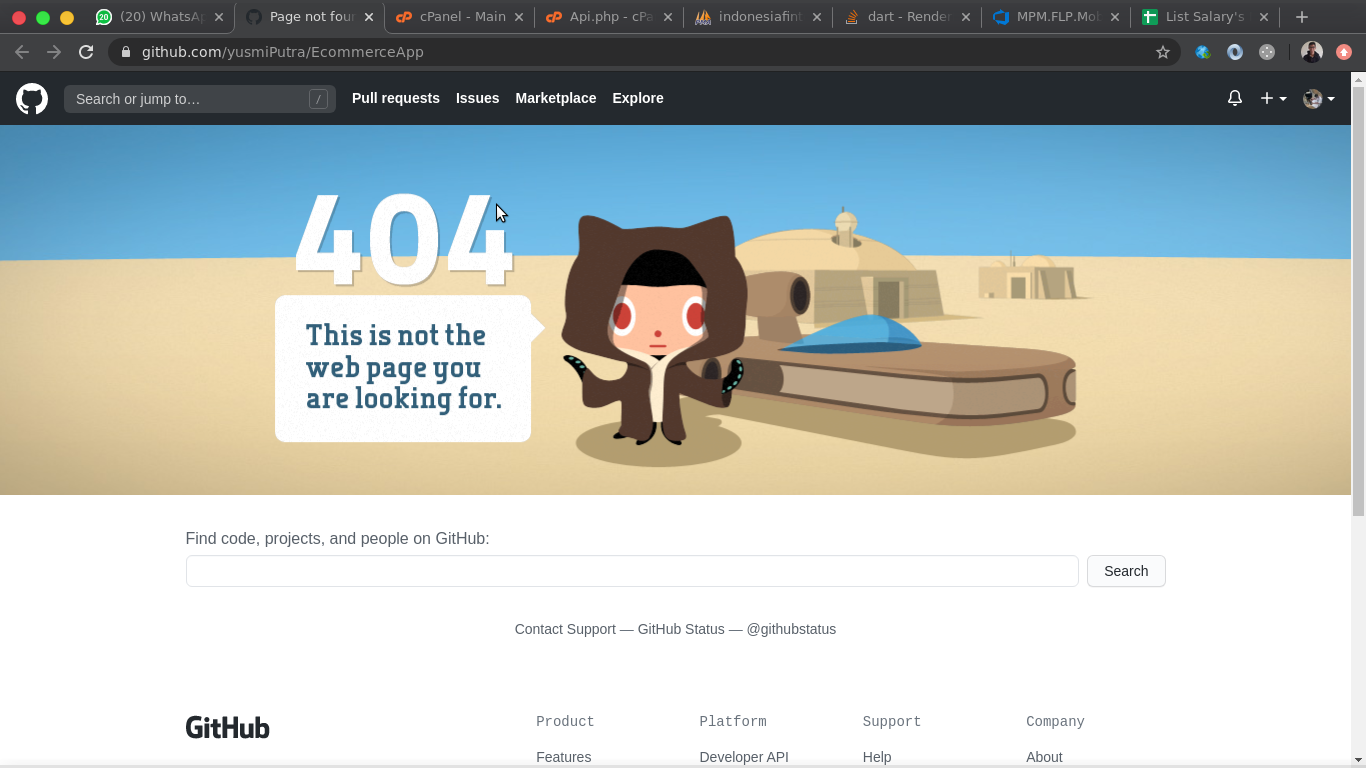 (20) WhatsAp
Page not foun
cPanel - Main
Api.php - cPa
indonesiafint
dart - Render
MPM.FLP.Mob
List Salary's
github.com/yusmiPutra/EcommerceApp
Search or jump to…
/
Pull requests
Issues
Marketplace
Explore
404
This is not the
web page you
are looking for.
Find code, projects, and people on GitHub:
Search
Contact Support — GitHub Status — @githubstatus
GitHub
Product
Platform
Support
Company
Features
Developer API
Help
About